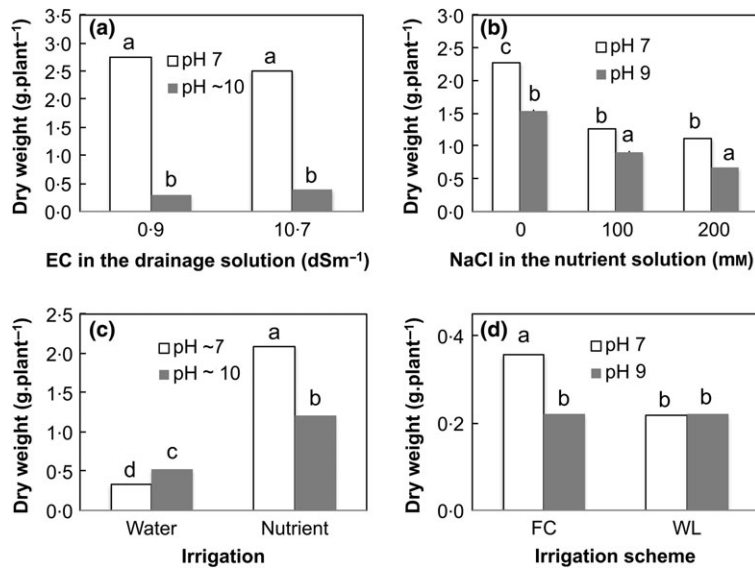 (a)
Dry weight (g.plant⁻¹)
3·5
3·0
2·5
2·0
1·5
1·0
0·5
0·0
pH 7
pH ~10
a
b
a
b
0·9
10·7
EC in the drainage solution (dSm⁻¹)
(b)
Dry weight (g.plant⁻¹)
3·0
2·5
2·0
1·5
1·0
0·5
0·0
pH 7
pH 9
c
b
b
a
b
a
0
100
200
NaCl in the nutrient solution (mᴍ)
(c)
Dry weight (g.plant⁻¹)
2·5
2·0
1·5
1·0
0·5
0·0
pH ~7
pH ~ 10
d
c
a
b
Water
Nutrient
Irrigation
(d)
Dry weight (g.plant⁻¹)
0·4
0·2
0·0
pH 7
pH 9
a
b
b
b
FC
WL
Irrigation scheme